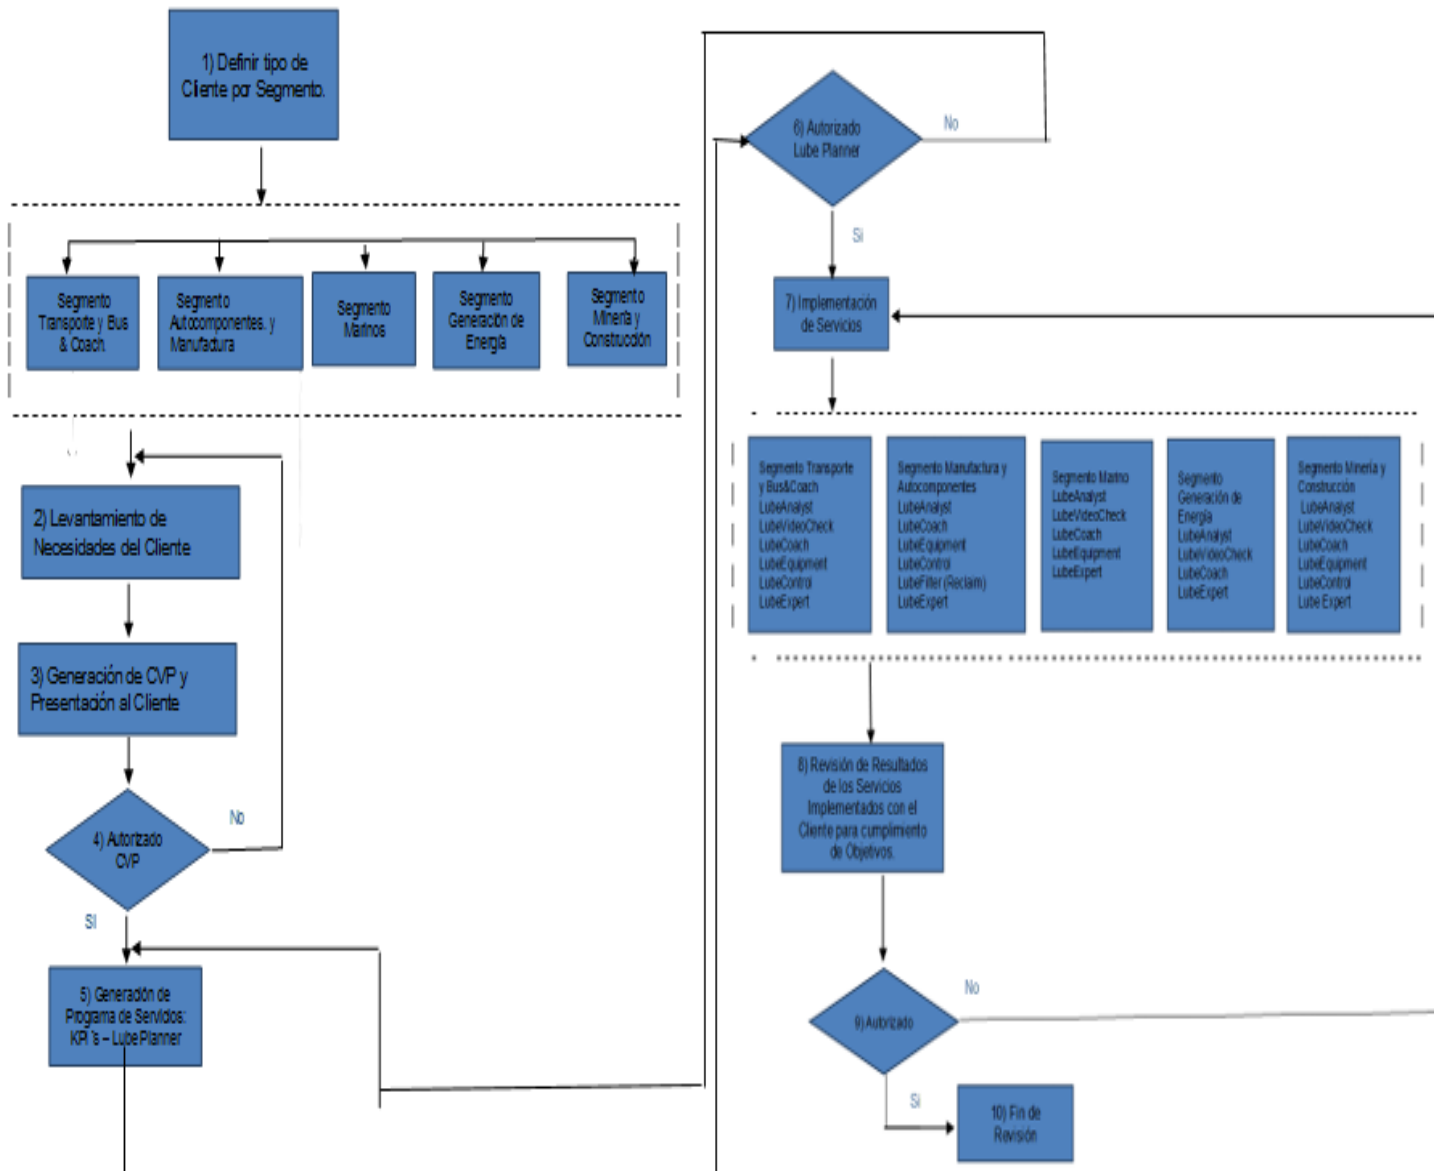 1) Definir tipo de
Cliente por Segmento.
Segmento
Transporte y Bus
& Coach.
Segmento
Autocomponentes. y
Manufactura
Segmento
Marinos
Segmento
Generación de
Energía
Segmento
Minería y
Construcción
2) Levantamiento de
Necesidades del Cliente
3) Generación de CVP y
Presentación al Cliente
4) Autorizado
CVP
No
SI
5) Generación de
Programa de Servicios:
KPI´s – Lube Planner
6) Autorizado
Lube Planner
No
Si
7) Implementación
de Servicios
Segmento Transporte
y Bus&Coach
LubeAnalyst
LubeVideoCheck
LubeCoach
LubeEquipment
LubeControl
LubeExpert
Segmento Manufactura y
Autocomponentes
LubeAnalyst
LubeCoach
LubeEquipment
LubeControl
LubeFilter (Reclaim)
LubeExpert
Segmento Marino
LubeAnalyst
LubeVideoCheck
LubeCoach
LubeEquipment
LubeExpert
Segmento
Generación de
Energía
LubeAnalyst
LubeVideoCheck
LubeCoach
LubeExpert
Segmento Minería y
Construcción
LubeAnalyst
LubeVideoCheck
LubeCoach
LubeEquipment
LubeControl
Lube Expert
8) Revisión de Resultados
de los Servicios
Implementados con el
Cliente para cumplimiento
de Objetivos.
9) Autorizado
No
Si
10) Fin de
Revisión